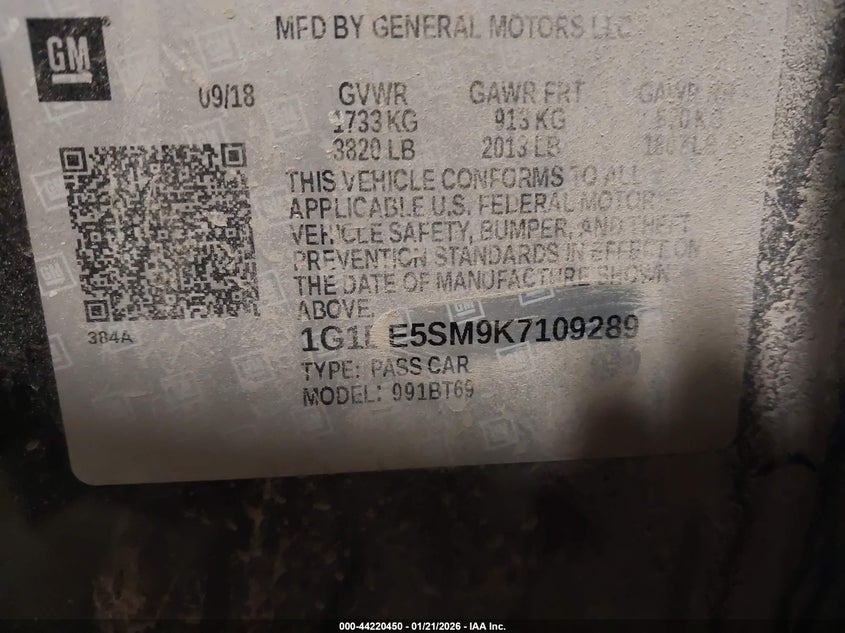 GM
MFD BY GENERAL MOTORS LLC
09/18 GVWR GAWR FRT GAWR
1733 KG 913 KG KG
3820 LB 2013 LB
THIS VEHICLE CONFORMS TO ALL
APPLICABLE U.S. FEDERAL MOTOR
VEHICLE SAFETY, BUMPER, AND THEFT
PREVENTION STANDARDS IN EFFECT ON
THE DATE OF MANUFACTURE SHOWN
ABOVE.
384A
E5SM9K7109289
TYPE: PASS CAR
MODEL: 991BT69
000-44220450 - 01/21/2026 - IAA Inc.